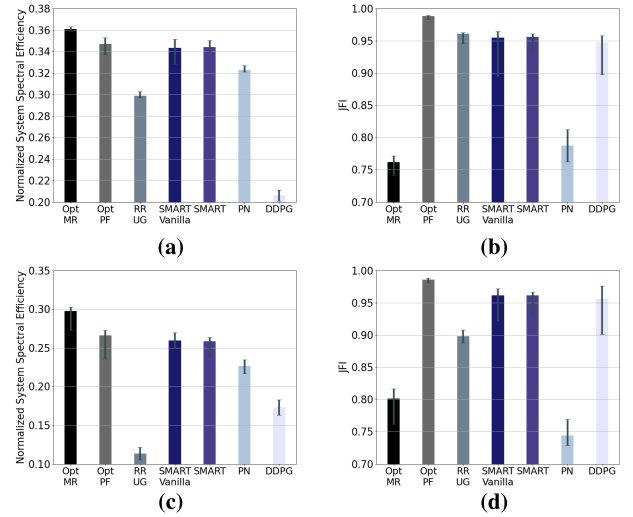 Normalized System Spectral Efficiency
0.38
0.36
0.34
0.32
0.30
0.28
0.26
0.24
0.22
0.20
Opt MR
Opt PF
RR UG
SMART Vanilla
SMART
PN
DDPG
(a)
JFI
1.00
0.95
0.90
0.85
0.80
0.75
0.70
Opt MR
Opt PF
RR UG
SMART Vanilla
SMART
PN
DDPG
(b)
Normalized System Spectral Efficiency
0.35
0.30
0.25
0.20
0.15
0.10
Opt MR
Opt PF
RR UG
SMART Vanilla
SMART
PN
DDPG
(c)
JFI
1.00
0.95
0.90
0.85
0.80
0.75
0.70
Opt MR
Opt PF
RR UG
SMART Vanilla
SMART
PN
DDPG
(d)